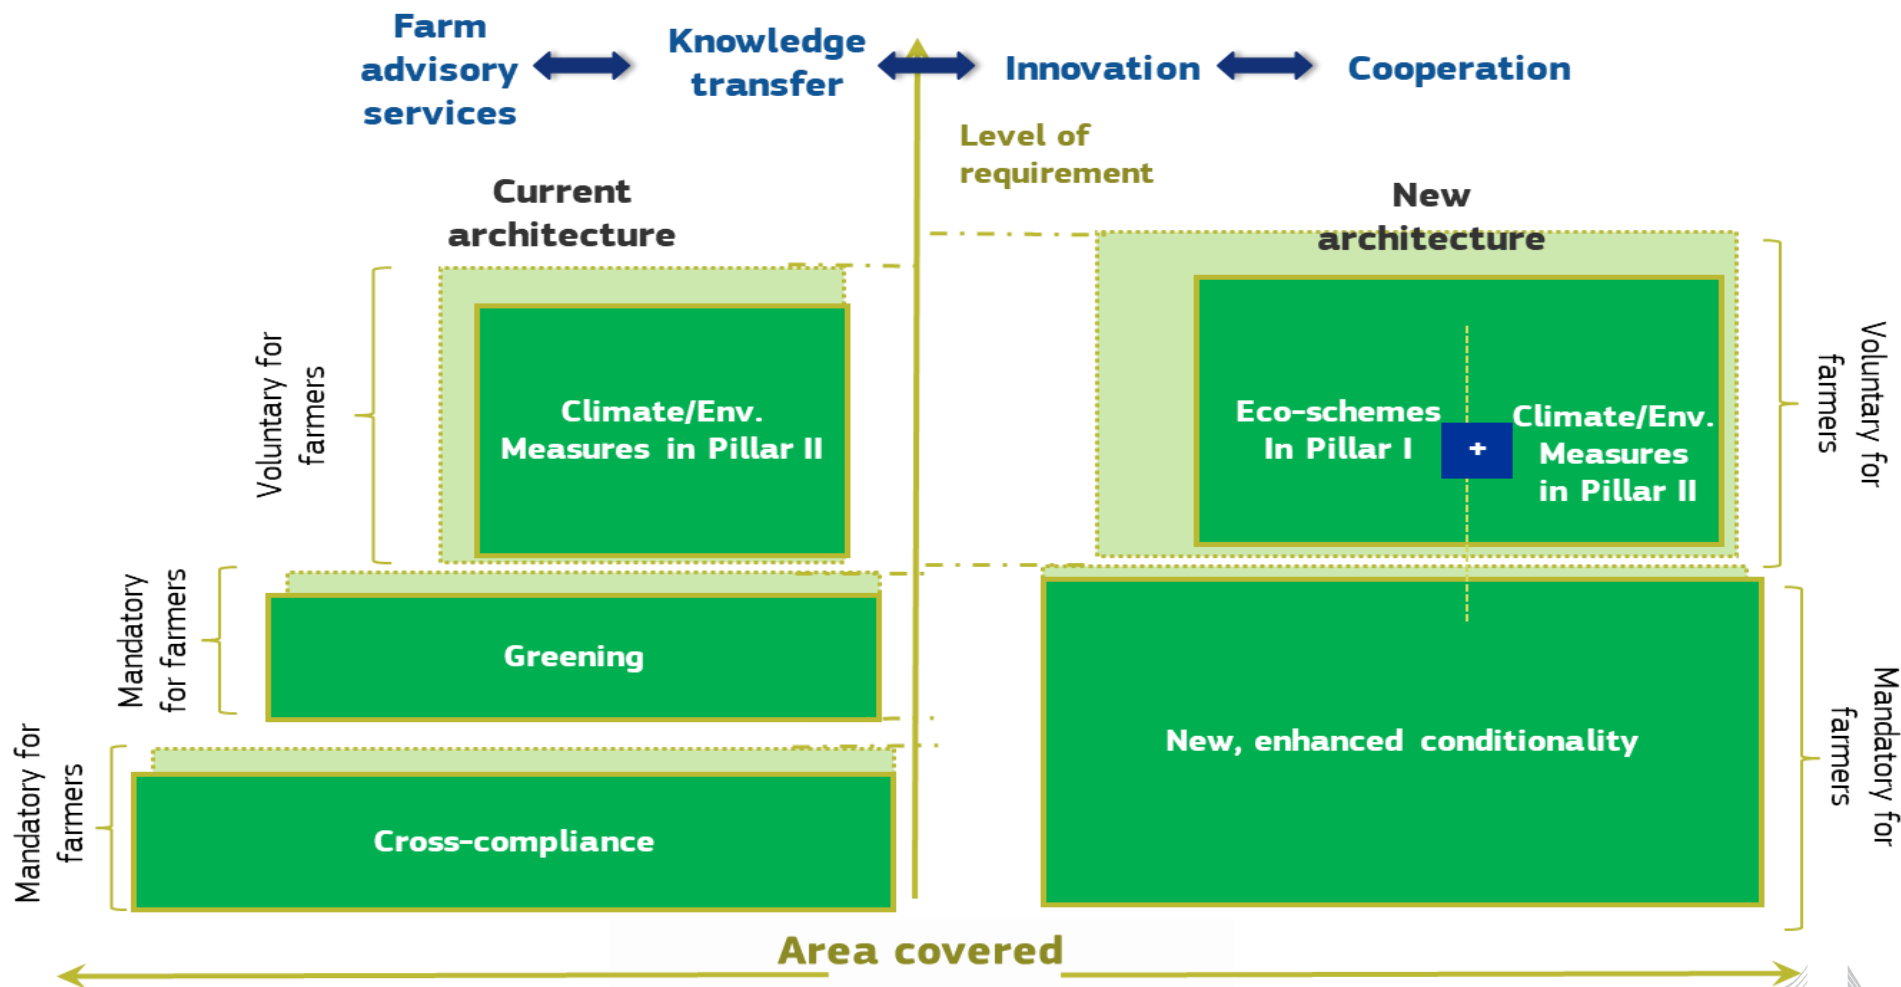 Farm
advisory
services
Knowledge
transfer
Innovation
Cooperation
Level of
requirement
Current
architecture
New
architecture
Voluntary for
farmers
Climate/Env.
Measures in Pillar II
Eco-schemes
In Pillar I
+
Climate/Env.
Measures
in Pillar II
Voluntary for
farmers
Mandatory
for farmers
Greening
Mandatory for
farmers
Cross-compliance
New, enhanced conditionality
Mandatory for
farmers
Area covered